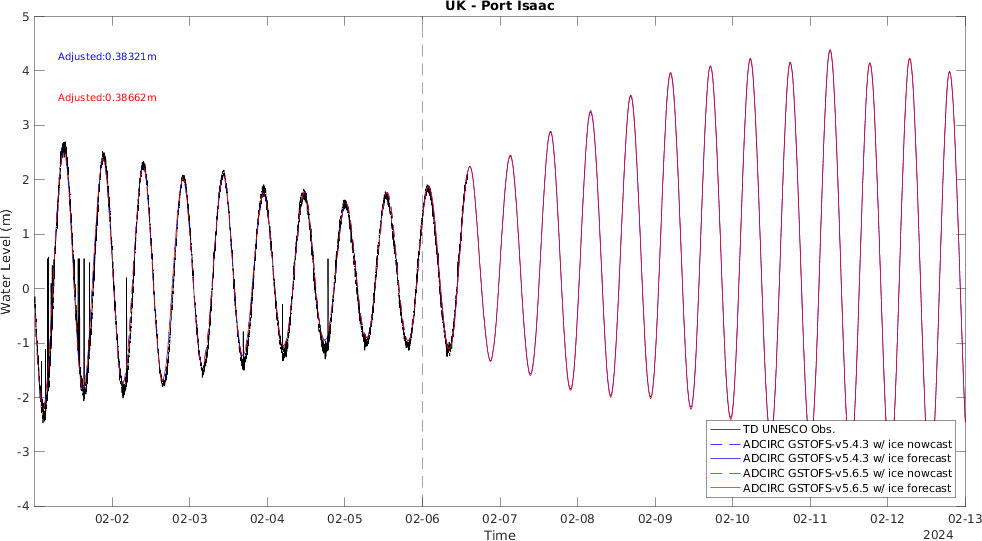 UK - Port Isaac
Adjusted:0.38321m
Adjusted:0.38662m
Water Level (m)
5
4
3
2
1
0
-1
-2
-3
-4
TD UNESCO Obs.
ADCIRC GSTOFS-v5.4.3 w/ ice nowcast
ADCIRC GSTOFS-v5.4.3 w/ ice forecast
ADCIRC GSTOFS-v5.6.5 w/ ice nowcast
ADCIRC GSTOFS-v5.6.5 w/ ice forecast
02-02 02-03 02-04 02-05 02-06 02-07 02-08 02-09 02-10 02-11 02-12 02-13
Time
2024